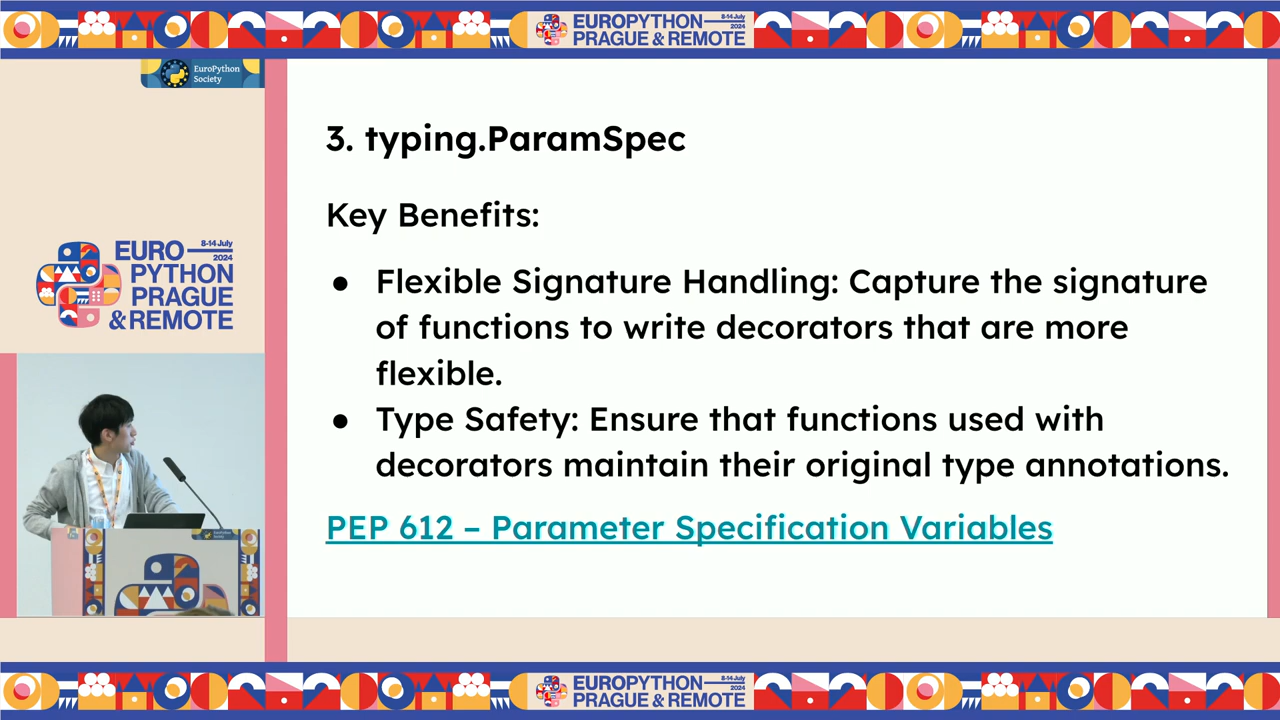 EUROPYTHON
8-14 July
2024
PRAGUE & REMOTE
EuroPython
Society
EURO
8-14 July
2024
PYTHON
PRAGUE
& REMOTE
3. typing.ParamSpec
Key Benefits:
● Flexible Signature Handling: Capture the signature
of functions to write decorators that are more
flexible.
● Type Safety: Ensure that functions used with
decorators maintain their original type annotations.
PEP 612 – Parameter Specification Variables
EUROPYTHON
8-14 July
2024
PRAGUE & REMOTE